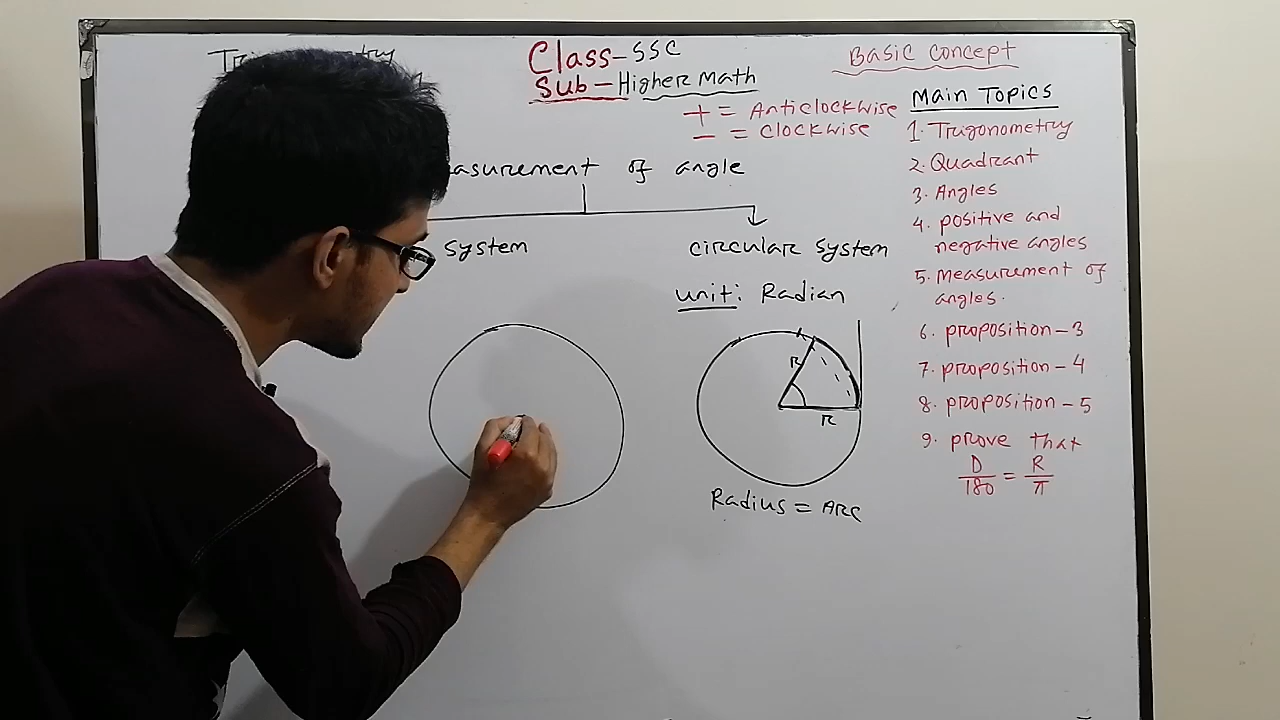 Class-SSC
Sub-Higher Math
Basic Concept
+ = Anticlockwise
- = Clockwise
of angle
system
circular system
unit: Radian
R
R
Radius = ARC
Main Topics
1. Trigonometry
2. Quadrant
3. Angles
4. positive and
negative angles
5. Measurement of
angles.
6. proposition-3
7. proposition-4
8. proposition-5
9. prove that
D/180 = R/π